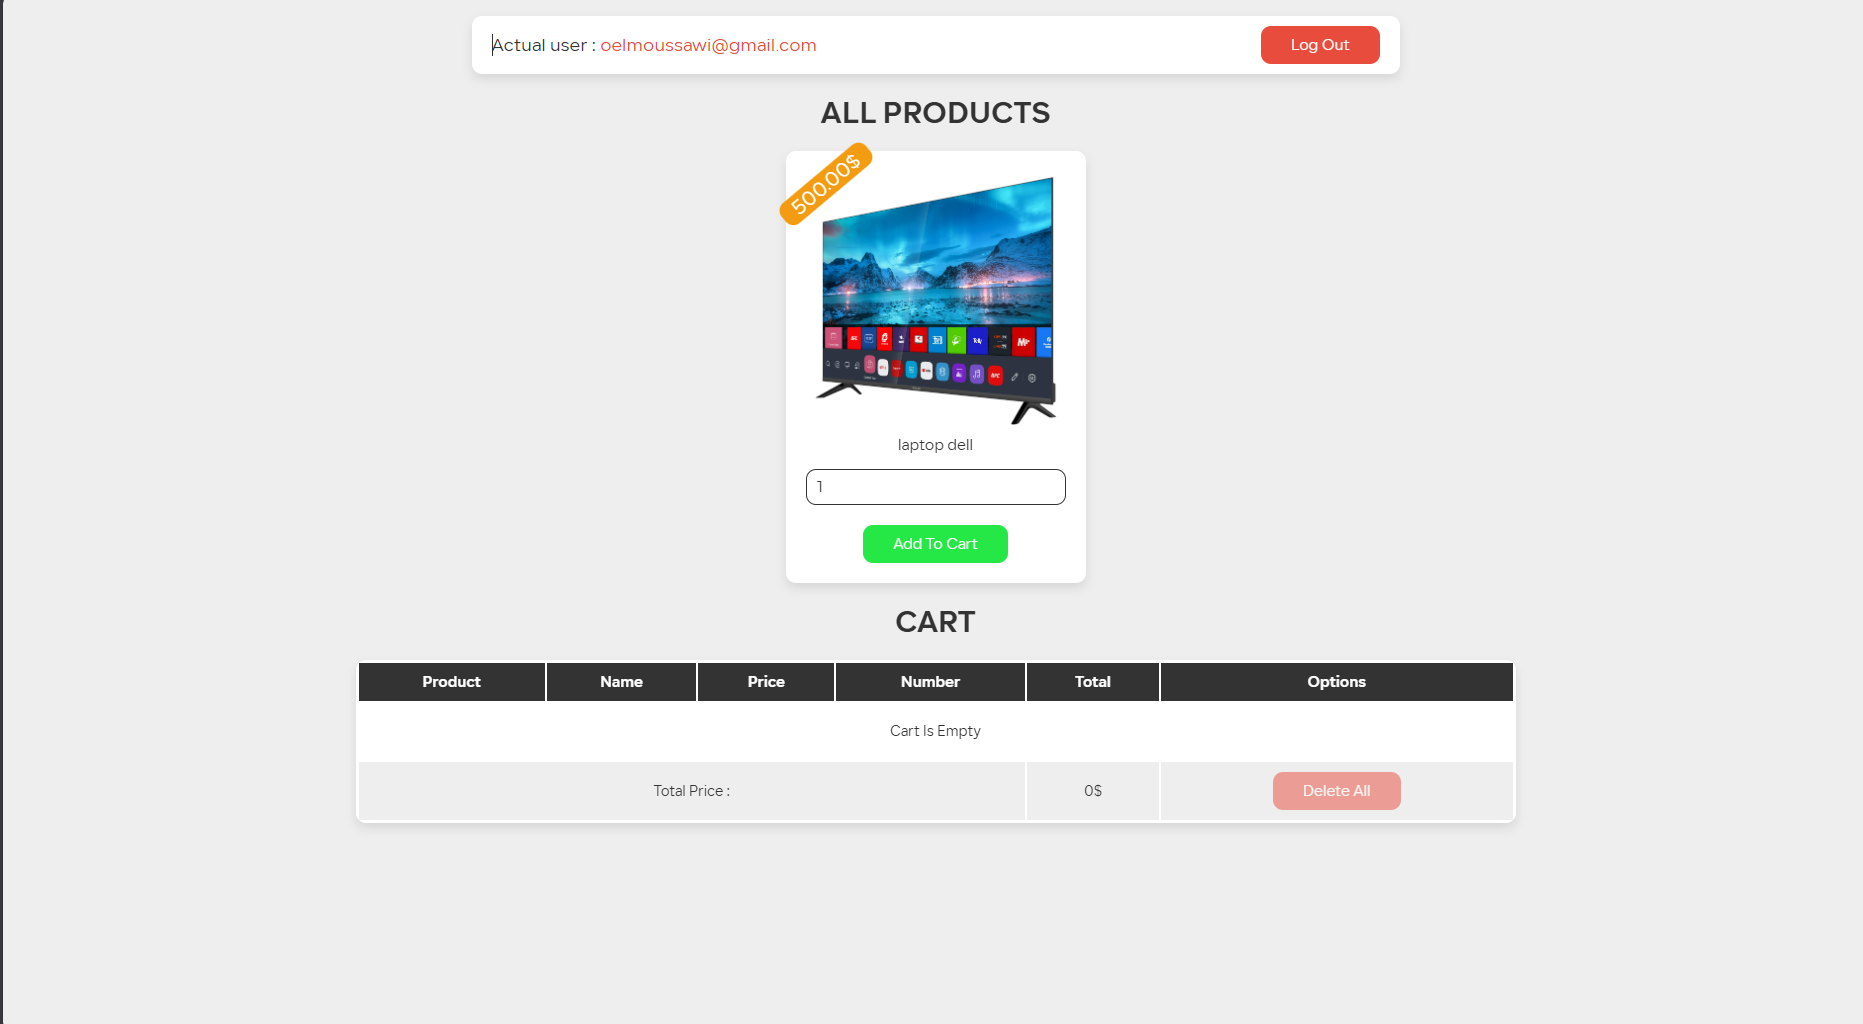 Actual user : oelmoussawi@gmail.com
Log Out
ALL PRODUCTS
500.00$
laptop dell
1
Add To Cart
CART
Product Name Price Number Total Options
Cart Is Empty
Total Price : 0$ Delete All